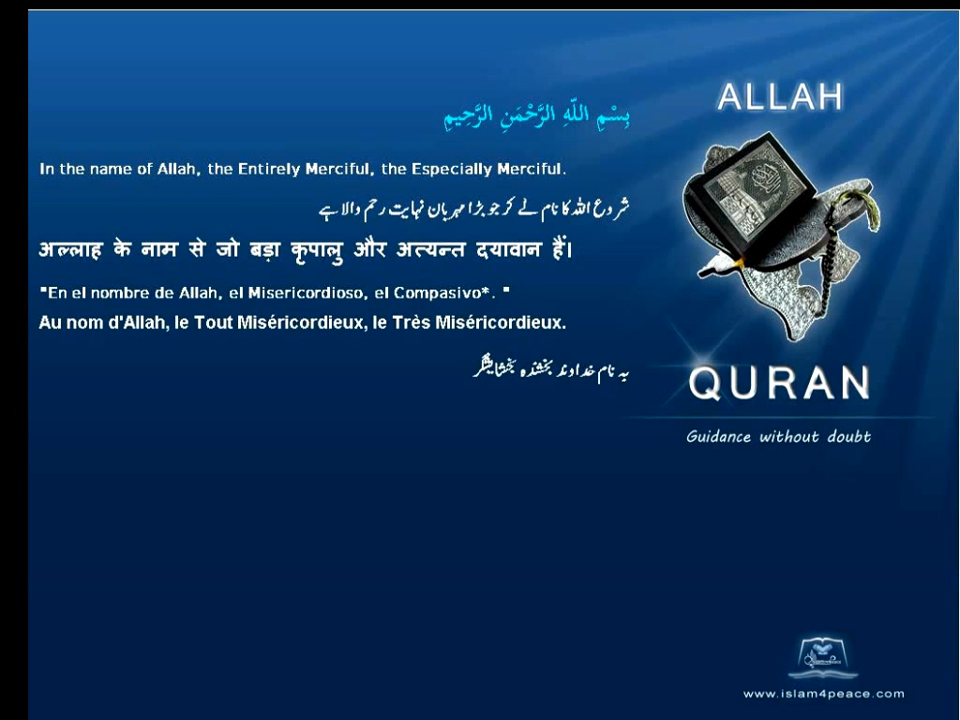 بِسْمِ اللّهِ الرَّحْمَنِ الرَّحِيمِ
In the name of Allah, the Entirely Merciful, the Especially Merciful.
شروع اللہ کا نام لے کر جو بڑا مہربان نہایت رحم والا ہے
अल्लाह के नाम से जो बड़ा कृपालु और अत्यन्त दयावान हैं।
"En el nombre de Allah, el Misericordioso, el Compasivo*. "
Au nom d'Allah, le Tout Miséricordieux, le Très Miséricordieux.
به نام خداوند بخشنده بخشایشگر
ALLAH
QURAN
Guidance without doubt
www.islam4peace.com